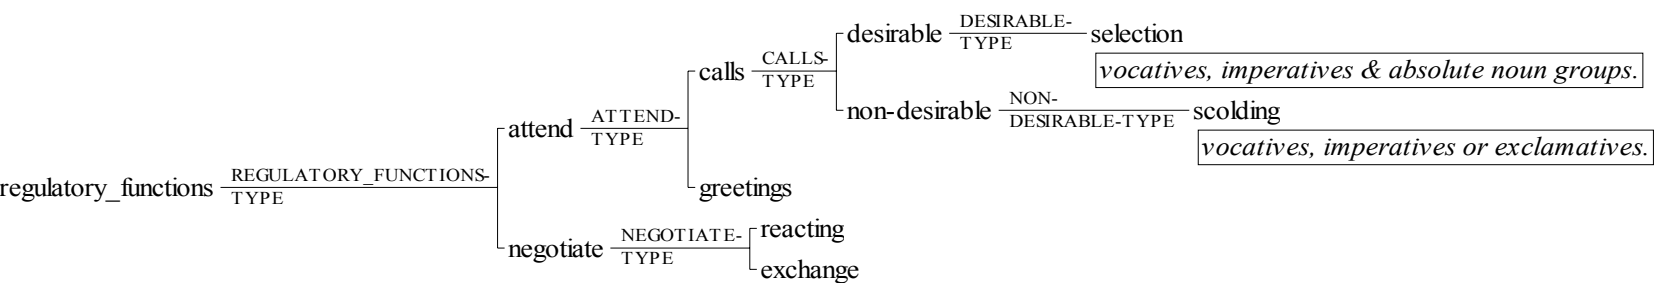 regulatory_functions
REGULATORY_FUNCTIONS-
TYPE
attend
ATTEND-
TYPE
calls
CALLS-
TYPE
desirable
DESIRABLE-
TYPE
selection
vocatives, imperatives & absolute noun groups.
non-desirable
NON-
DESIRABLE-TYPE
scolding
vocatives, imperatives or exclamatives.
greetings
negotiate
NEGOTIATE-
TYPE
reacting
exchange